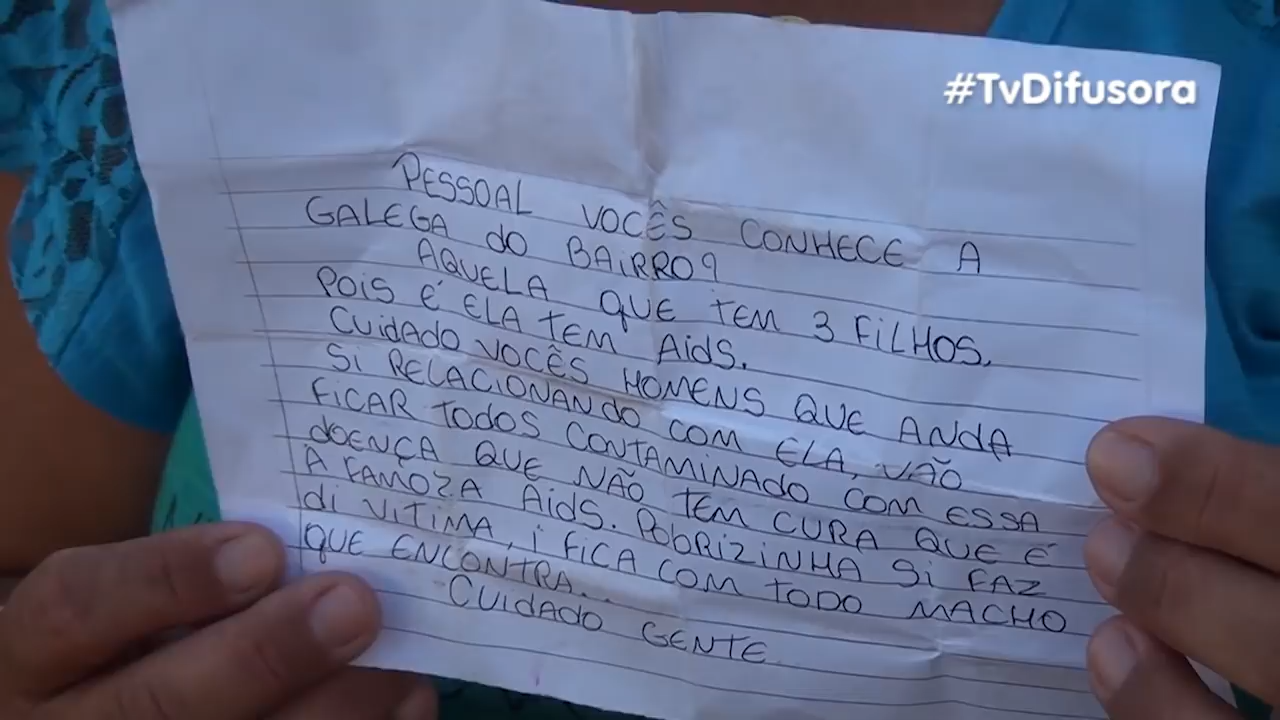 #TvDifusora
PESSOAL VOCÊS CONHECE A
GALEGA do BAiRRO?
AQUELA QUE TEM 3 FiLHOS.
POiS É ELA TEM AidS.
CUidAdO VOCÊS HOMENS QUE ANdA
Si RELACiONANdO COM ELA, VÃO
FiCAR TOdOS CONTAMiNAdO COM ESSA
dOENÇA QUE NÃO TEM CURA QUE É
A FAMOZA AidS. PObRiZiNHA Si FAZ
di ViTiMA, i FiCA COM TOdO MACHO
QUE ENCONTRA...
CUidAdO GENTE.